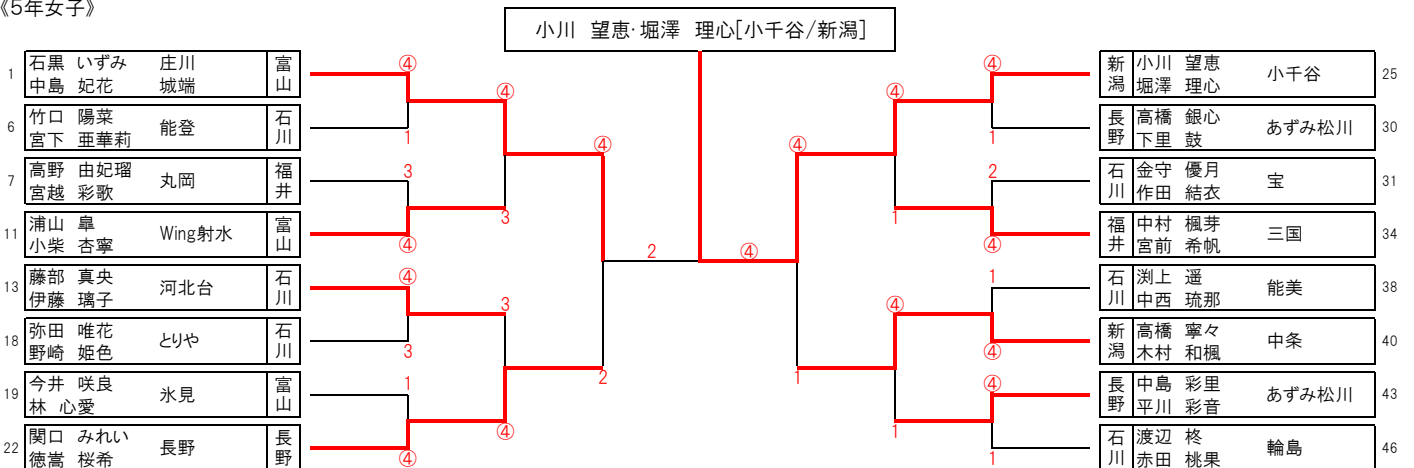 《5年女子》
小川 望恵・堀澤 理心[小千谷/新潟]
1 石黒 いずみ 庄川 富山
中島 妃花 城端
6 竹口 陽菜 能登 石川
宮下 亜華莉
7 高野 由妃瑠 丸岡 福井
宮越 彩歌
11 浦山 皐 Wing射水 富山
小柴 杏寧
13 藤部 真央 河北台 石川
伊藤 璃子
18 弥田 唯花 とりや 石川
野崎 姫色
19 今井 咲良 氷見 富山
林 心愛
22 関口 みれい 長野 長野
徳嵩 桜希
④
1
3
④
④
3
1
④
④
3
3
④
④
2
2
④
④
1
④
1
④
1
④
1
2
④
1
④
④
1
新潟 小川 望恵 小千谷 25
堀澤 理心
長野 高橋 銀心 あずみ松川 30
下里 鼓
石川 金守 優月 宝 31
作田 結衣
福井 中村 楓芽 三国 34
宮前 希帆
石川 渕上 遥 能美 38
中西 琉那
新潟 高橋 寧々 中条 40
木村 和楓
長野 中島 彩里 あずみ松川 43
平川 彩音
石川 渡辺 柊 輪島 46
赤田 桃果